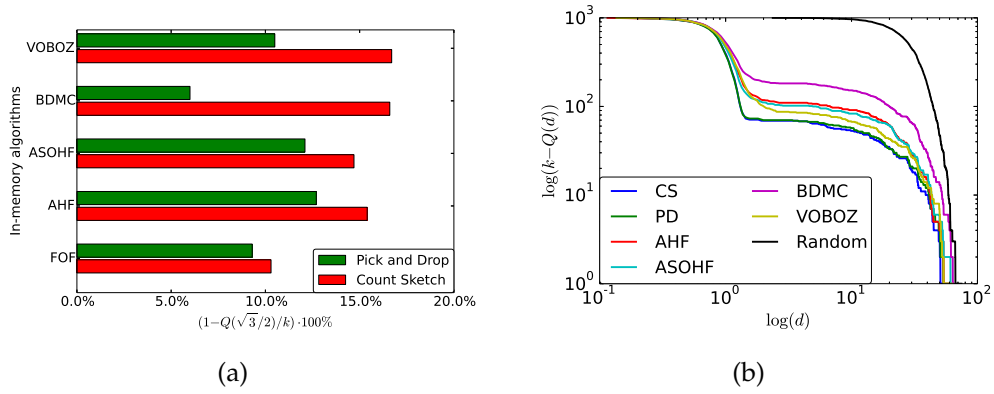 In-memory algorithms
VOBOZ
BDMC
ASOHF
AHF
FOF
Pick and Drop
Count Sketch
0.0% 5.0% 10.0% 15.0% 20.0%
(1−Q(√3/2)/k)·100%
(a)
log(k−Q(d))
10³
10²
10¹
10⁰
CS
PD
AHF
ASOHF
BDMC
VOBOZ
Random
10⁻¹ 10⁰ 10¹ 10²
log(d)
(b)